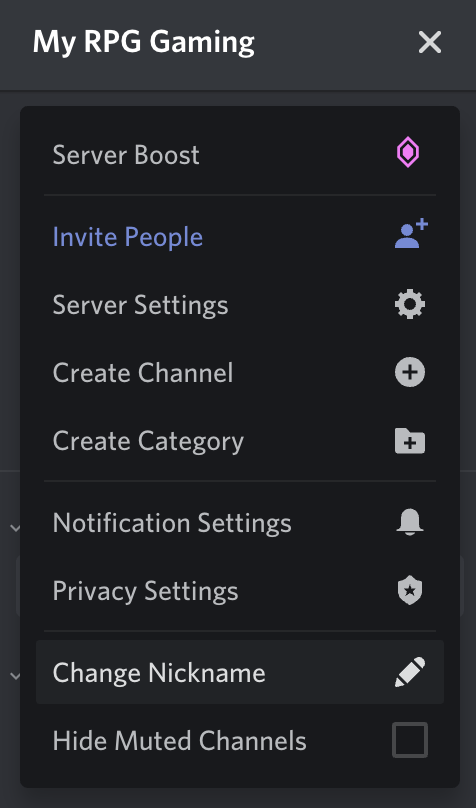 My RPG Gaming
Server Boost
Invite People
Server Settings
Create Channel
Create Category
Notification Settings
Privacy Settings
Change Nickname
Hide Muted Channels